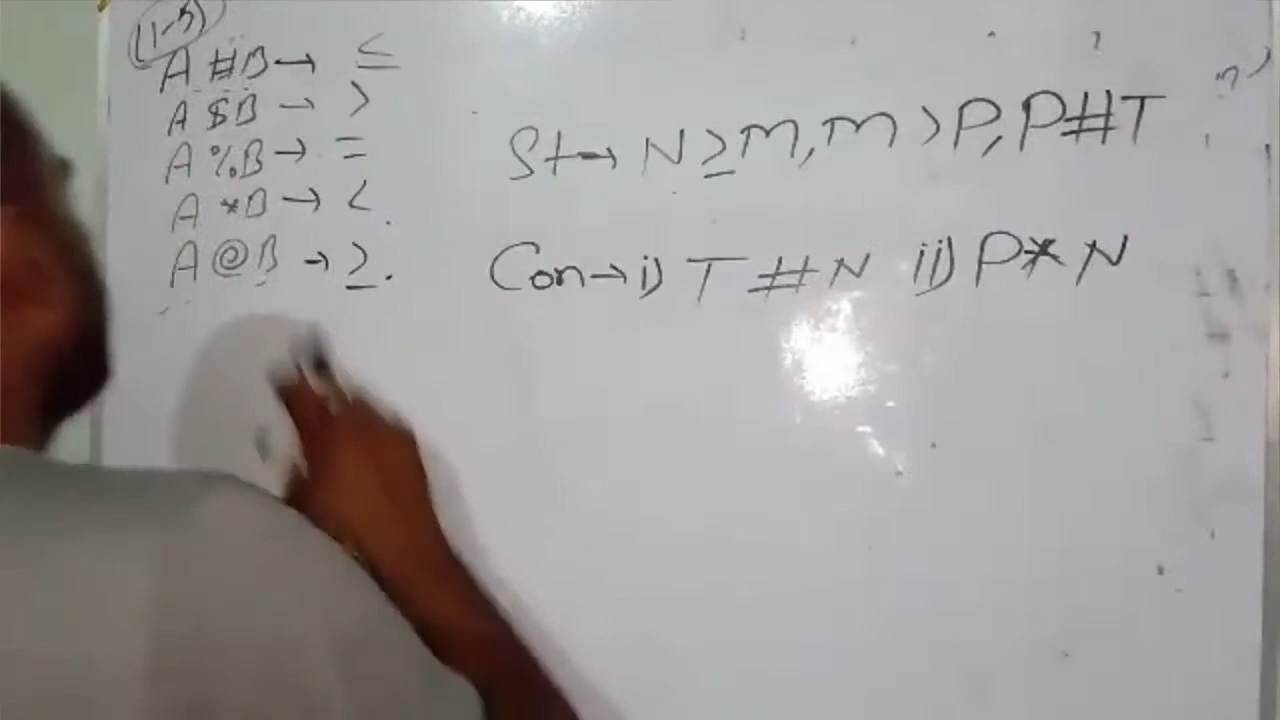 (1-5)
A #B → ≤
A $B → >
A %B → =
A *B → <.
A @B → ≥.
St → N ≥ M, M > P, P # T
Con → i) T # N ii) P * N